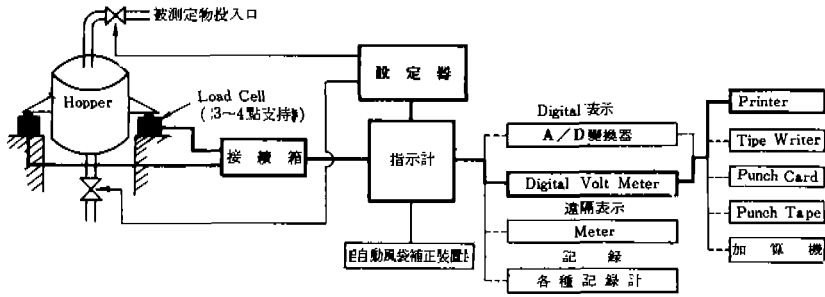 被測定物投入口
Hopper
Load Cell
(3~4點支持)
接續箱
設定器
指示計
自動風袋補正裝置
Digital 表示
A/D變換器
Digital Volt Meter
遠隔表示
Meter
記錄
各種記錄計
Printer
Tipe Writer
Punch Card
Punch Tape
加算機